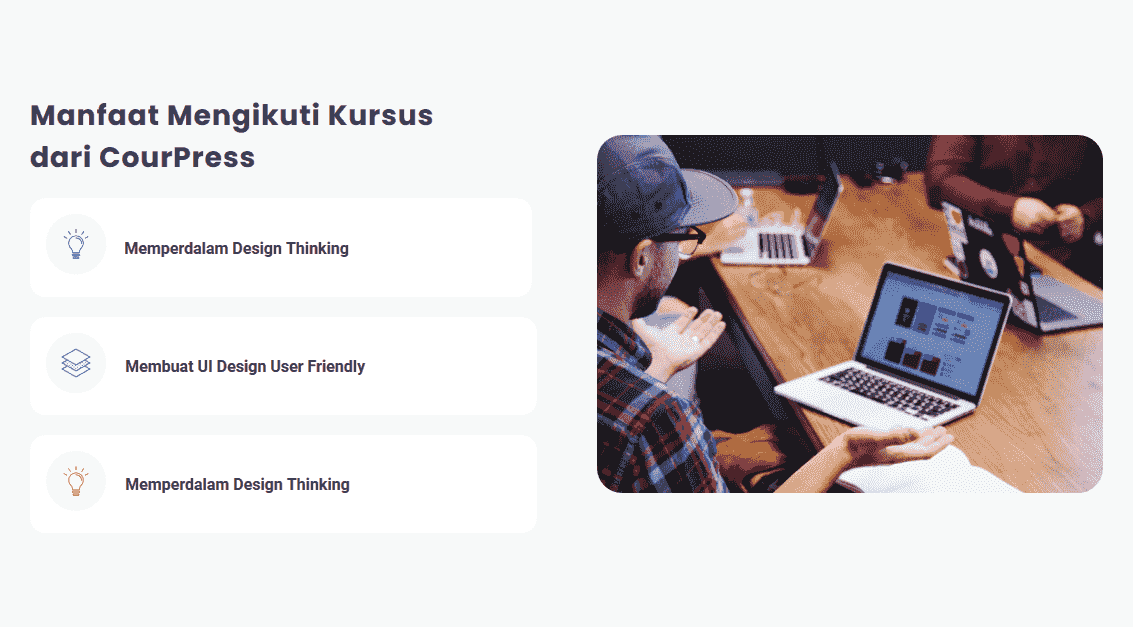 Manfaat Mengikuti Kursus
dari CourPress
Memperdalam Design Thinking
Membuat UI Design User Friendly
Memperdalam Design Thinking